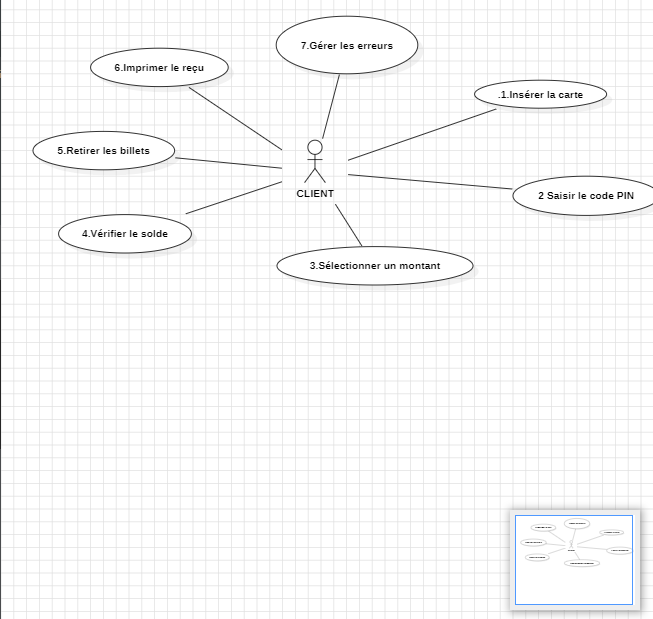 7.Gérer les erreurs
6.Imprimer le reçu
.1.Insérer la carte
5.Retirer les billets
2 Saisir le code PIN
CLIENT
4.Vérifier le solde
3.Sélectionner un montant